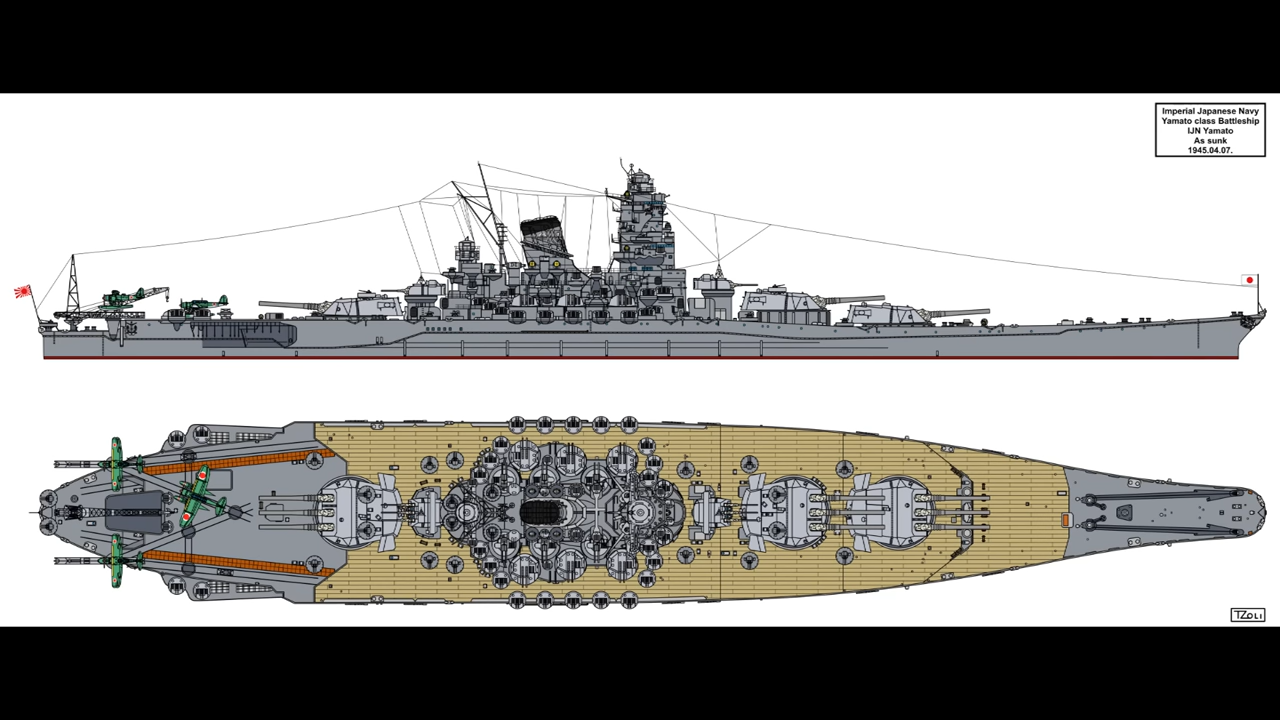 Imperial Japanese Navy
Yamato class Battleship
IJN Yamato
As sunk
1945.04.07.
TZOLI